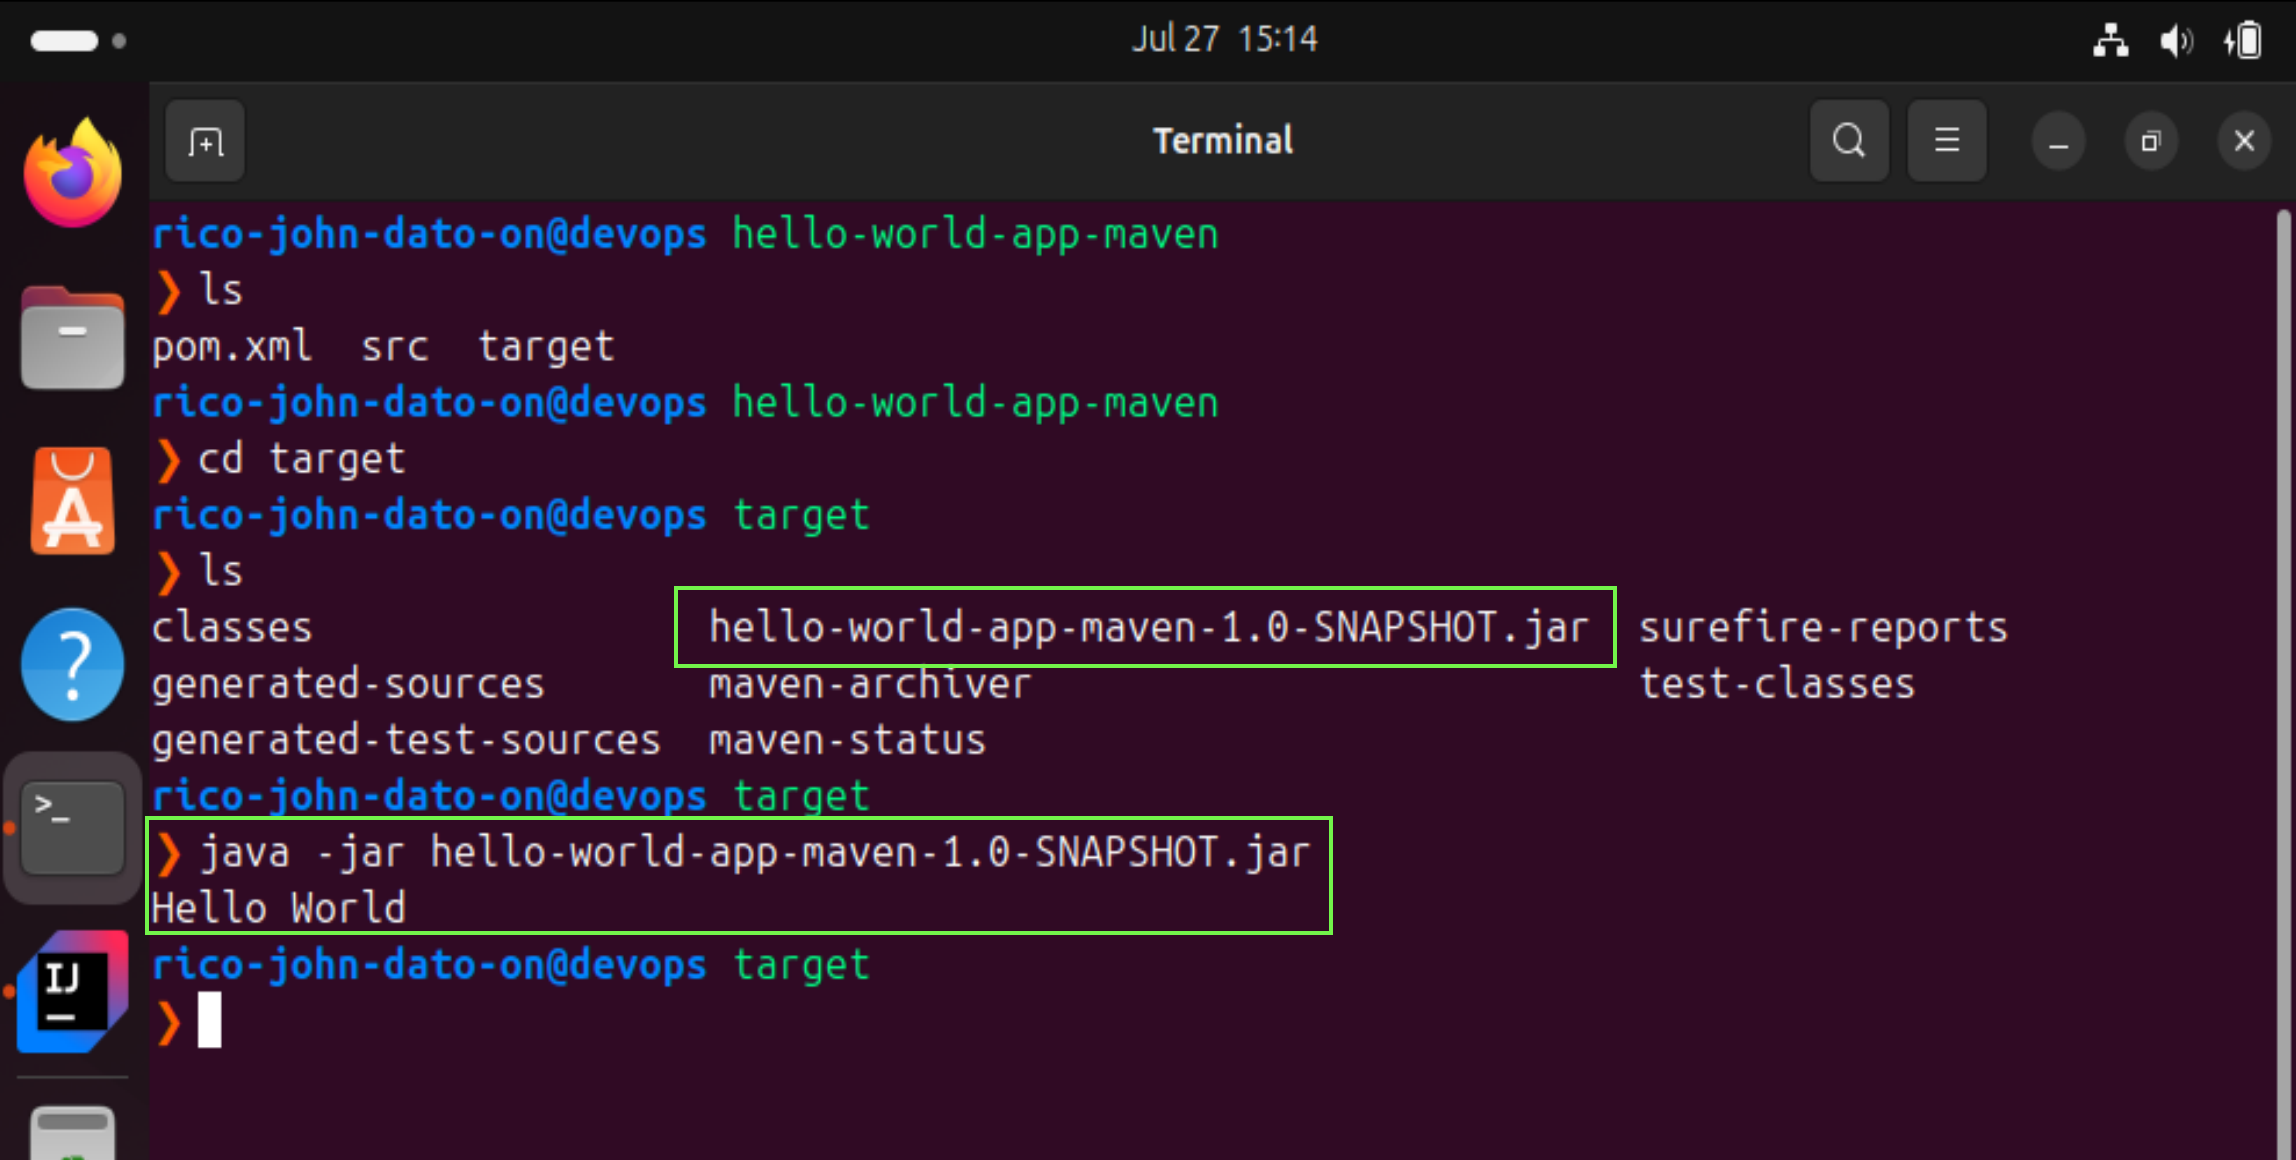 Jul 27 15:14
Terminal
rico-john-dato-on@devops hello-world-app-maven
❯ ls
pom.xml src target
rico-john-dato-on@devops hello-world-app-maven
❯ cd target
rico-john-dato-on@devops target
❯ ls
classes hello-world-app-maven-1.0-SNAPSHOT.jar surefire-reports
generated-sources maven-archiver test-classes
generated-test-sources maven-status
rico-john-dato-on@devops target
❯ java -jar hello-world-app-maven-1.0-SNAPSHOT.jar
Hello World
rico-john-dato-on@devops target
❯
A
?
>_
IJ